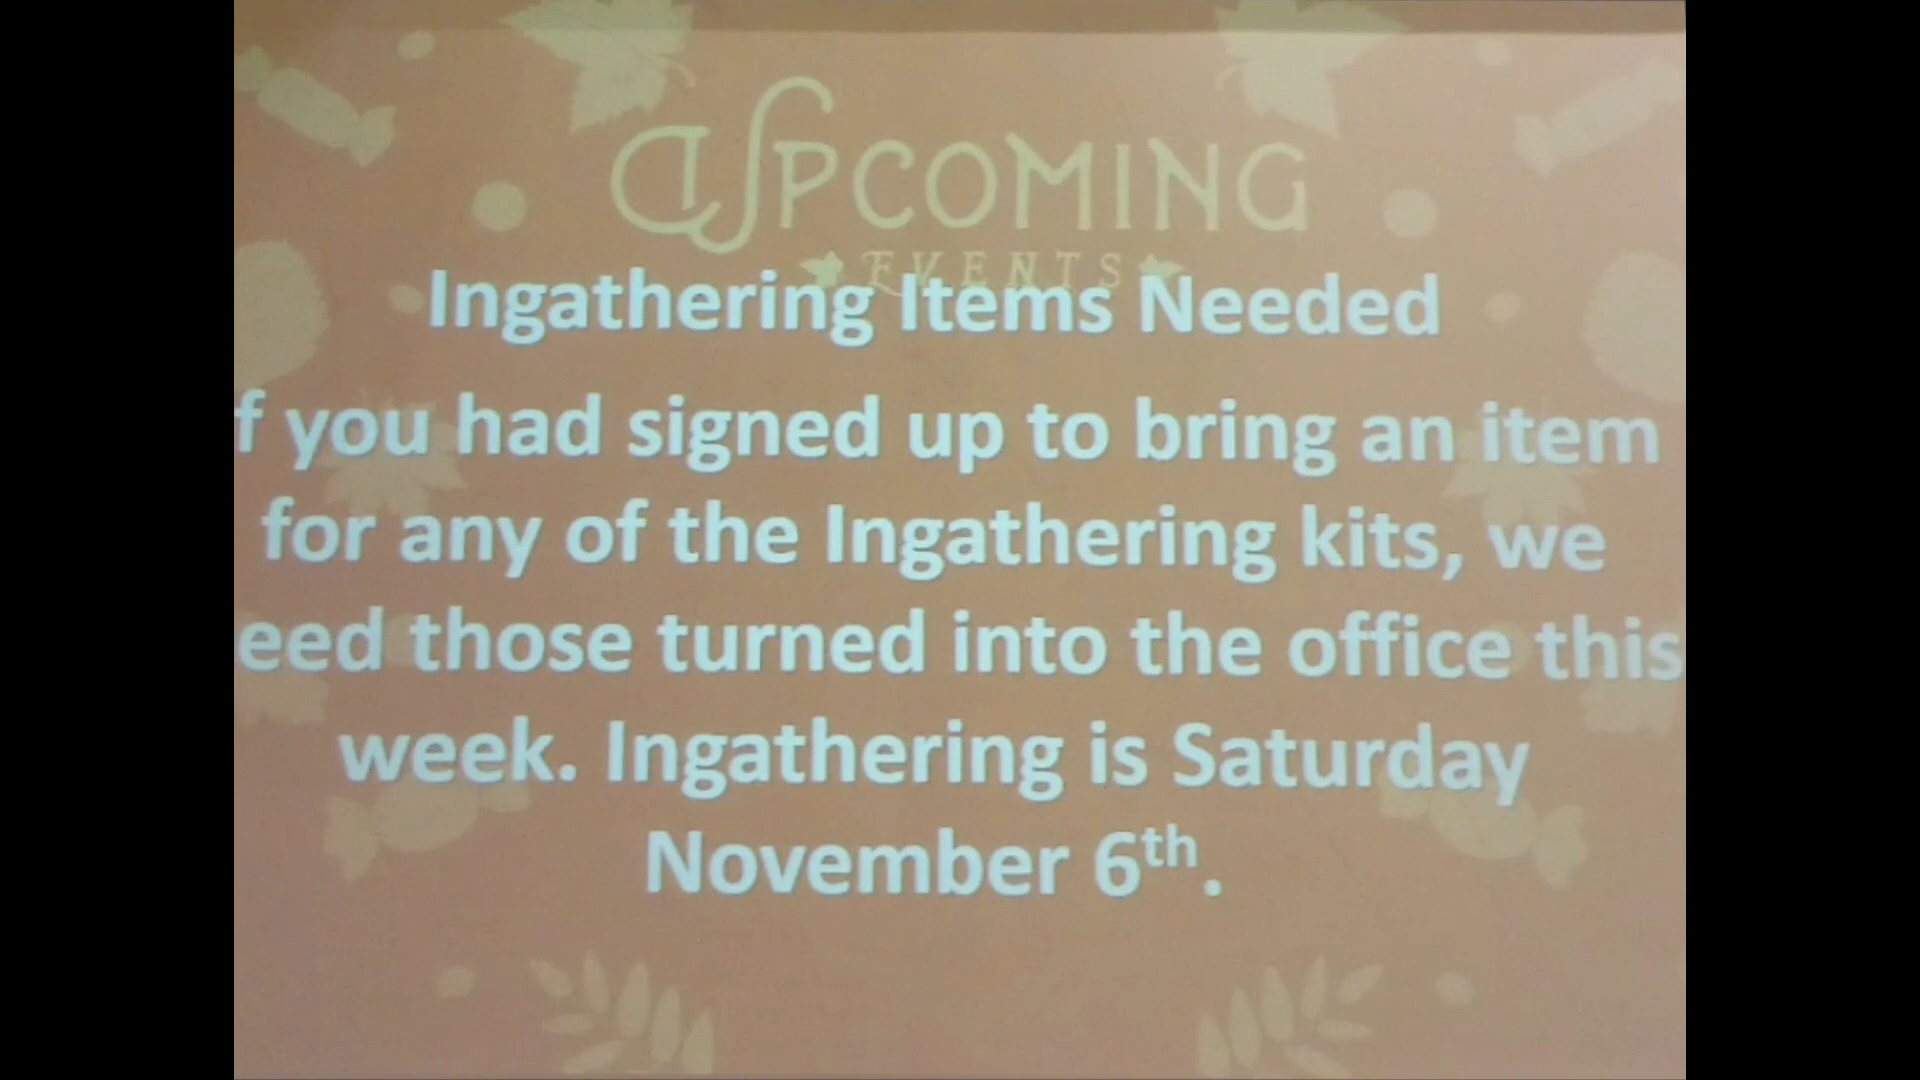 UPCOMING
EVENTS
Ingathering Items Needed
f you had signed up to bring an item
for any of the Ingathering kits, we
eed those turned into the office this
week. Ingathering is Saturday
November 6th.